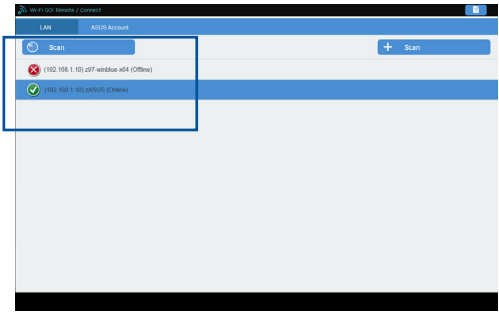 Wi-Fi GO! Remote / Connect
LAN ASUS Account
Scan + Scan
(192.168.1.10) z97-winblue-x64 (Offline)
(192.168.1.10) zASUS (Online)